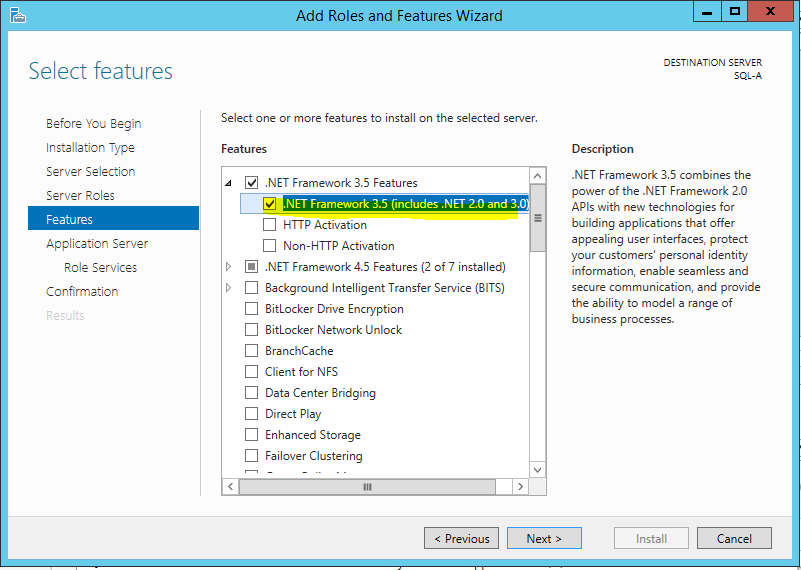 Add Roles and Features Wizard
Select features
DESTINATION SERVER
SQL-A
Before You Begin
Installation Type
Server Selection
Server Roles
Features
Application Server
Role Services
Confirmation
Results
Select one or more features to install on the selected server.
Features
.NET Framework 3.5 Features
.NET Framework 3.5 (includes .NET 2.0 and 3.0)
HTTP Activation
Non-HTTP Activation
.NET Framework 4.5 Features (2 of 7 installed)
Background Intelligent Transfer Service (BITS)
BitLocker Drive Encryption
BitLocker Network Unlock
BranchCache
Client for NFS
Data Center Bridging
Direct Play
Enhanced Storage
Failover Clustering
Description
.NET Framework 3.5 combines the
power of the .NET Framework 2.0
APIs with new technologies for
building applications that offer
appealing user interfaces, protect
your customers' personal identity
information, enable seamless and
secure communication, and provide
the ability to model a range of
business processes.
< Previous
Next >
Install
Cancel